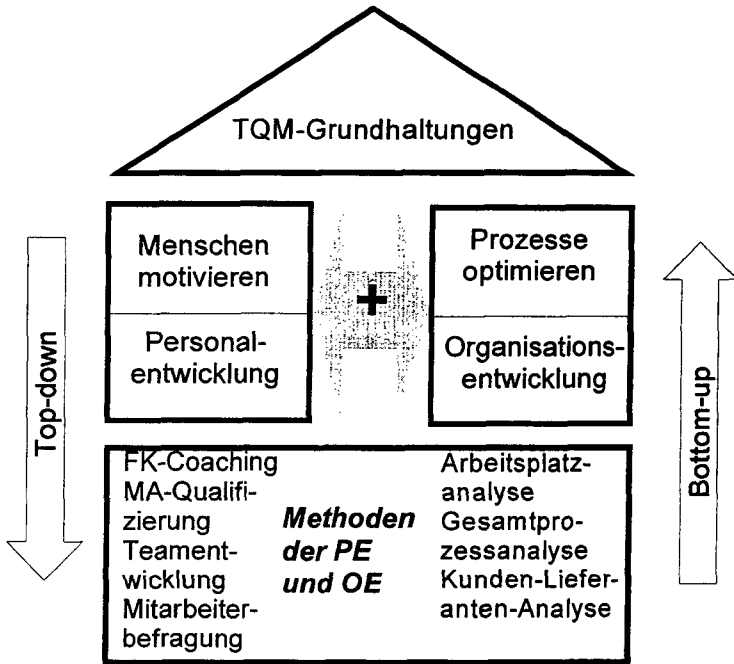 TQM-Grundhaltungen
Top-down
Menschen
motivieren
Personal-
entwicklung
+
Prozesse
optimieren
Organisations-
entwicklung
Bottom-up
FK-Coaching
MA-Qualifi-
zierung
Teament-
wicklung
Mitarbeiter-
befragung
Methoden
der PE
und OE
Arbeitsplatz-
analyse
Gesamtpro-
zessanalyse
Kunden-Liefer-
anten-Analyse